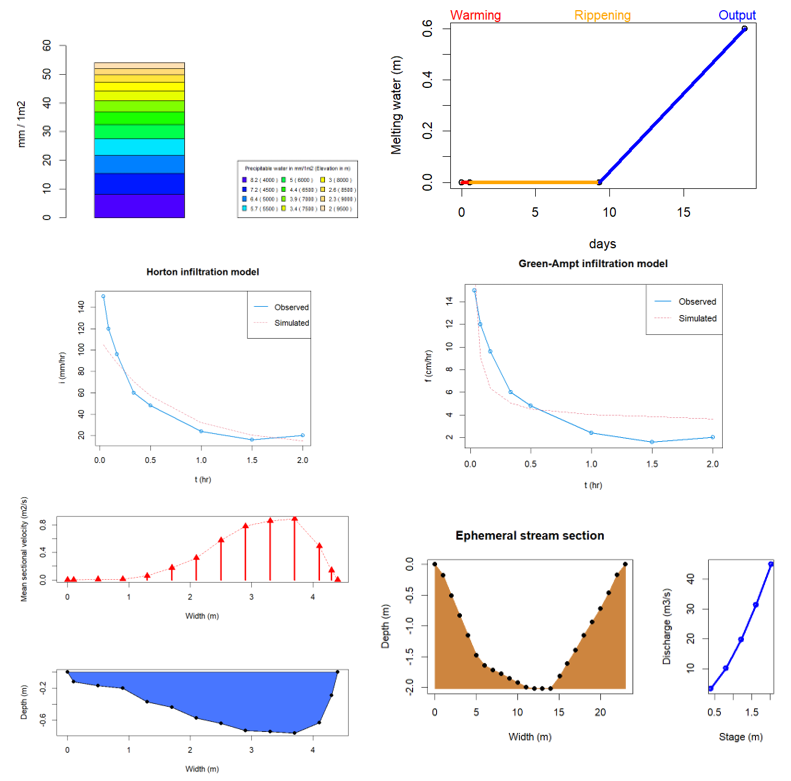 60
50
40
30
20
10
0
mm / 1m2
Precipitable water in mm/1m2 (Elevation in m)
8.2 ( 4000 ) 5 ( 6000 ) 3 ( 8000 )
7.2 ( 4500 ) 4.4 ( 6500 ) 2.6 ( 8500 )
6.4 ( 5000 ) 3.9 ( 7000 ) 2.3 ( 9000 )
5.7 ( 5500 ) 3.4 ( 7500 ) 2 ( 9500 )
Warming Rippening Output
0.6
0.4
0.2
0.0
Melting water (m)
0 5 10 15
days
Horton infiltration model
Observed
Simulated
140
120
100
80
60
40
20
i (mm/hr)
0.0 0.5 1.0 1.5 2.0
t (hr)
Green-Ampt infiltration model
Observed
Simulated
14
12
10
8
6
4
2
f (cm/hr)
0.0 0.5 1.0 1.5 2.0
t (hr)
Mean sectional velocity (m2/s)
0.8
0.4
0.0
0 1 2 3 4
Width (m)
Depth (m)
-0.2
-0.6
0 1 2 3 4
Width (m)
Ephemeral stream section
0.0
-0.5
-1.0
-1.5
-2.0
Depth (m)
0 5 10 15 20
Width (m)
40
30
20
10
Discharge (m3/s)
0.5 1.5
Stage (m)